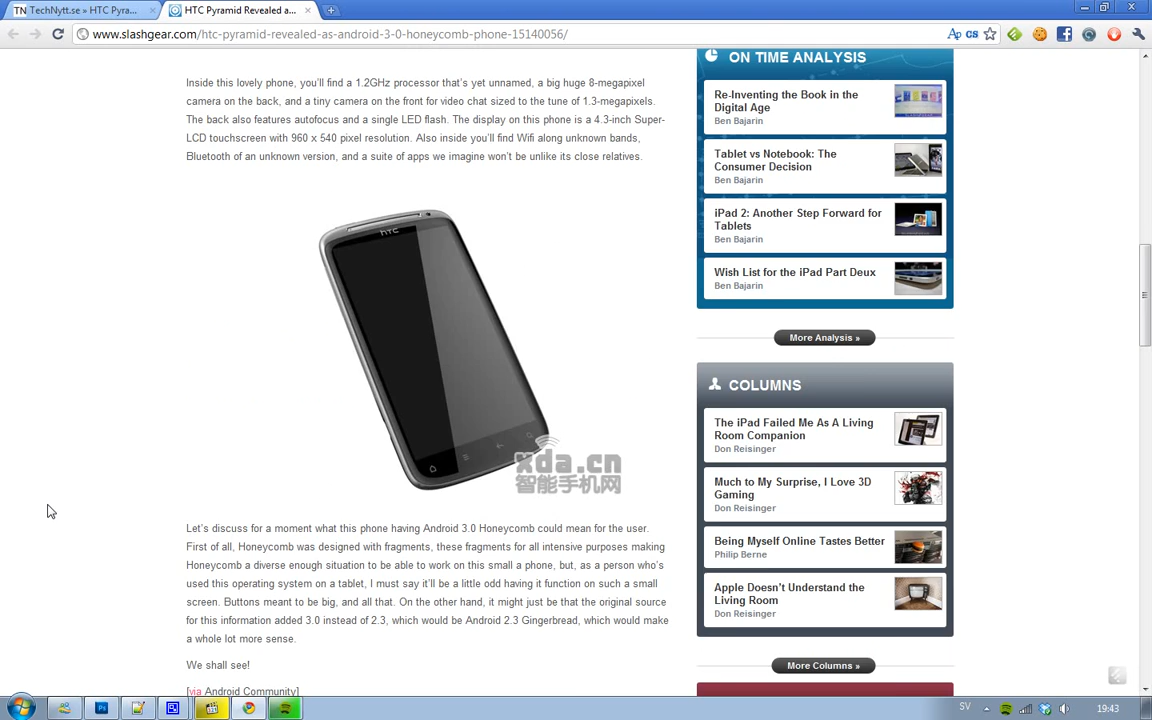 TechNytt.se » HTC Pyra...
HTC Pyramid Revealed a...
www.slashgear.com/htc-pyramid-revealed-as-android-3-0-honeycomb-phone-15140056/
Inside this lovely phone, you'll find a 1.2GHz processor that's yet unnamed, a big huge 8-megapixel
camera on the back, and a tiny camera on the front for video chat sized to the tune of 1.3-megapixels.
The back also features autofocus and a single LED flash. The display on this phone is a 4.3-inch Super-
LCD touchscreen with 960 x 540 pixel resolution. Also inside you'll find Wifi along unknown bands,
Bluetooth of an unknown version, and a suite of apps we imagine won't be unlike its close relatives.
hTC
xda.cn
智能手机网
Let's discuss for a moment what this phone having Android 3.0 Honeycomb could mean for the user.
First of all, Honeycomb was designed with fragments, these fragments for all intensive purposes making
Honeycomb a diverse enough situation to be able to work on this small a phone, but, as a person who's
used this operating system on a tablet, I must say it'll be a little odd having it function on such a small
screen. Buttons meant to be big, and all that. On the other hand, it might just be that the original source
for this information added 3.0 instead of 2.3, which would be Android 2.3 Gingerbread, which would make
a whole lot more sense.
We shall see!
[via Android Community]
ON TIME ANALYSIS
Re-Inventing the Book in the
Digital Age
Ben Bajarin
Tablet vs Notebook: The
Consumer Decision
Ben Bajarin
iPad 2: Another Step Forward for
Tablets
Ben Bajarin
Wish List for the iPad Part Deux
Ben Bajarin
More Analysis »
COLUMNS
The iPad Failed Me As A Living
Room Companion
Don Reisinger
Much to My Surprise, I Love 3D
Gaming
Don Reisinger
Being Myself Online Tastes Better
Philip Berne
Apple Doesn't Understand the
Living Room
Don Reisinger
More Columns »
SV
19:43